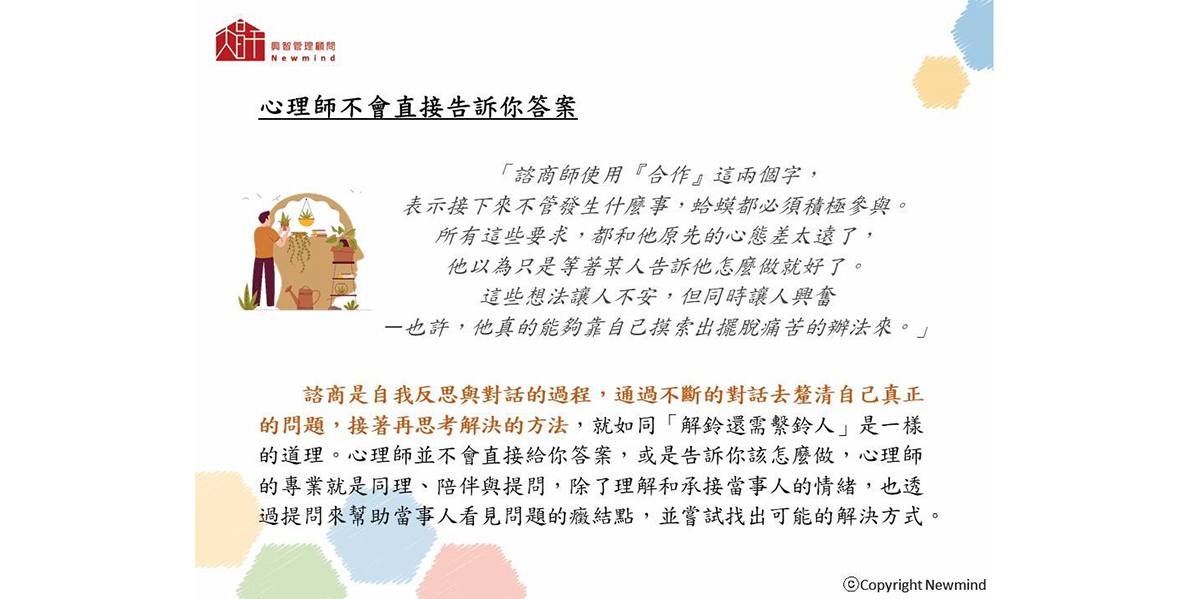 興智管理顧問
Newmind
心理師不會直接告訴你答案
「諮商師使用『合作』這兩個字，
表示接下來不管發生什麼事，蛤蟆都必須積極參與。
所有這些要求，都和他原先的心態差太遠了，
他以為只是等著某人告訴他怎麼做就好了。
這些想法讓人不安，但同時讓人興奮
—也許，他真的能夠靠自己摸索出擺脫痛苦的辦法來。」
諮商是自我反思與對話的過程，通過不斷的對話去釐清自己真正
的問題，接著再思考解決的方法，就如同「解鈴還需繫鈴人」是一樣
的道理。心理師並不會直接給你答案，或是告訴你該怎麼做，心理師
的專業就是同理、陪伴與提問，除了理解和承接當事人的情緒，也透
過提問來幫助當事人看見問題的癥結點，並嘗試找出可能的解決方式。
ⓒCopyright Newmind